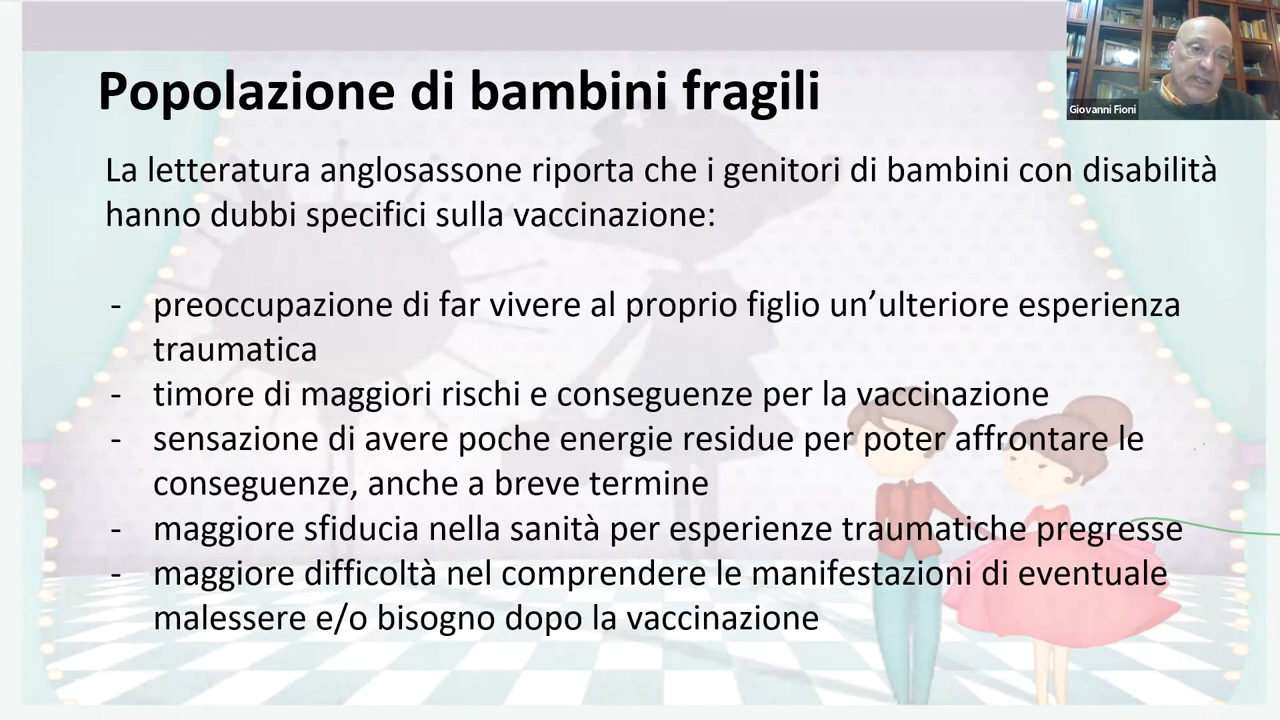 Popolazione di bambini fragili
Giovanni Fioni
La letteratura anglosassone riporta che i genitori di bambini con disabilità
hanno dubbi specifici sulla vaccinazione:
- preoccupazione di far vivere al proprio figlio un’ulteriore esperienza
traumatica
- timore di maggiori rischi e conseguenze per la vaccinazione
- sensazione di avere poche energie residue per poter affrontare le
conseguenze, anche a breve termine
- maggiore sfiducia nella sanità per esperienze traumatiche pregresse
- maggiore difficoltà nel comprendere le manifestazioni di eventuale
malessere e/o bisogno dopo la vaccinazione